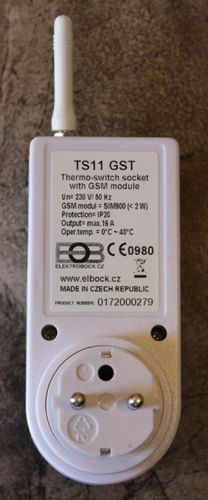 TS11 GST
Thermo-switch socket
with GSM module
Un= 230 V/ 50 Hz
GSM modul = SIM900 (< 2 W)
Protection= IP20
Output= max.16 A
Oper.temp. = 0°C ~ 40°C
EOB
CE 0980
ELEKTROBOCK.CZ
www.elbock.cz
MADE IN CZECH REPUBLIC
PRODUCT NUMBER: 0172000279